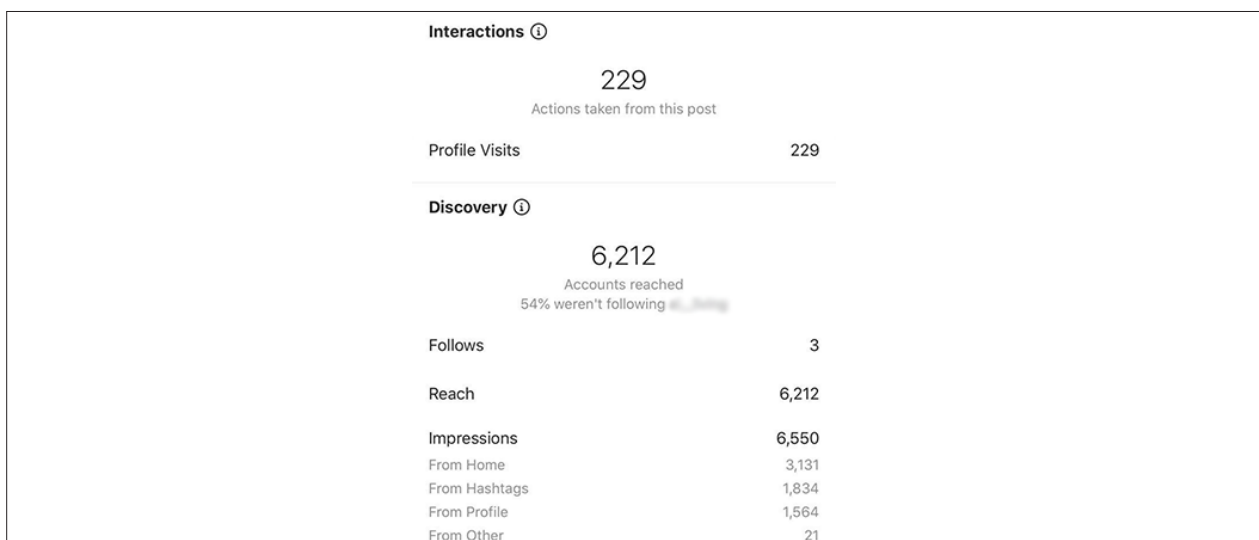 Interactions
229
Actions taken from this post
Profile Visits 229
Discovery
6,212
Accounts reached
54% weren't following
Follows 3
Reach 6,212
Impressions 6,550
From Home 3,131
From Hashtags 1,834
From Profile 1,564
From Other 21